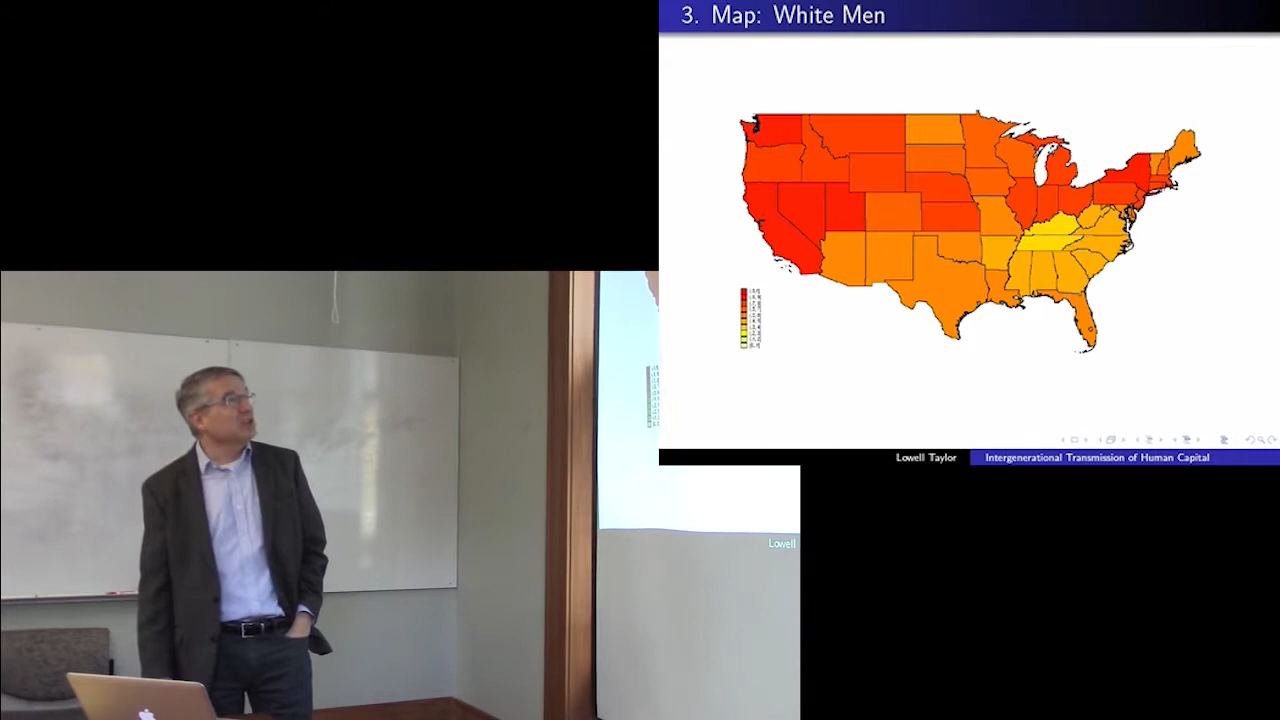 3. Map: White Men
Lowell Taylor
Intergenerational Transmission of Human Capital
Lowell